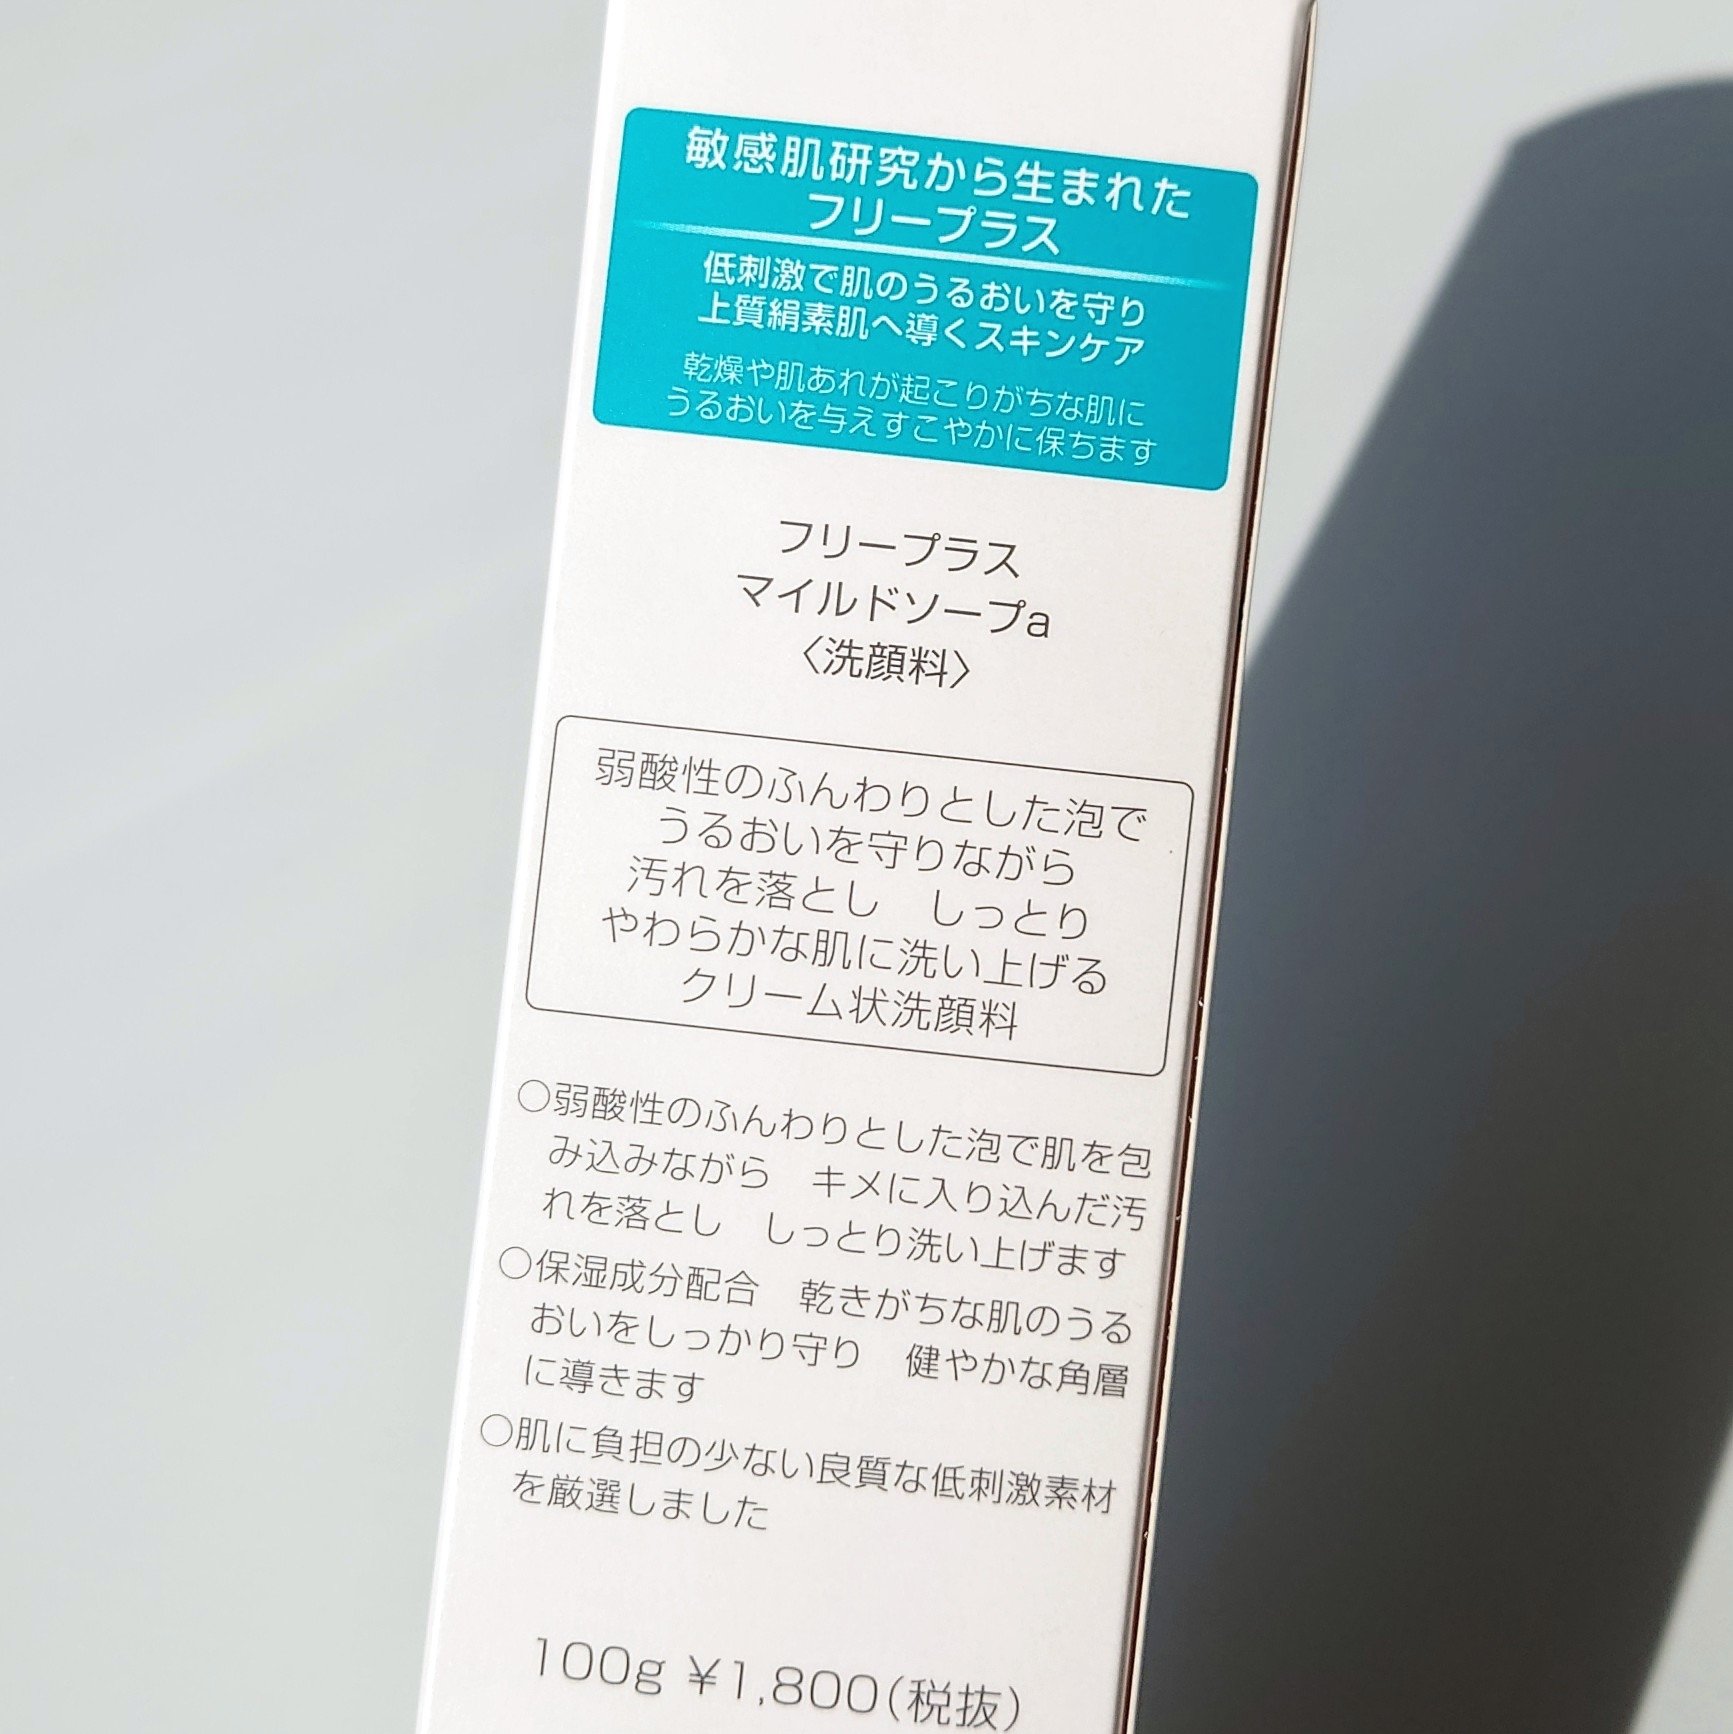 敏感肌研究から生まれた
フリープラス
低刺激で肌のうるおいを守り
上質絹素肌へ導くスキンケア
乾燥や肌あれが起こりがちな肌に
うるおいを与えすこやかに保ちます
フリープラス
マイルドソープa
〈洗顔料〉
弱酸性のふんわりとした泡で
うるおいを守りながら
汚れを落とし　しっとり
やわらかな肌に洗い上げる
クリーム状洗顔料
○弱酸性のふんわりとした泡で肌を包
み込みながら　キメに入り込んだ汚
れを落とし　しっとり洗い上げます
○保湿成分配合　乾きがちな肌のうる
おいをしっかり守り　健やかな角層
に導きます
○肌に負担の少ない良質な低刺激素材
を厳選しました
100g ¥1,800(税抜)